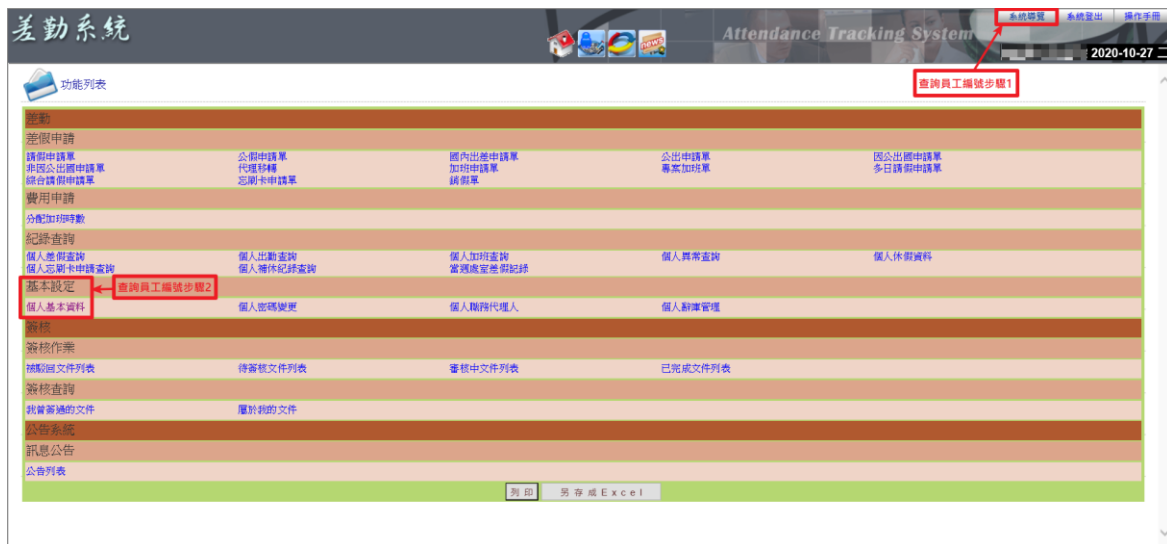 差勤系統
news
Attendance Tracking System
系統導覽 系統登出 操作手冊
2020-10-27 二
功能列表
查詢員工編號步驟1
差勤
差假申請
請假申請單 公假申請單 國內出差申請單 公出申請單 因公出國申請單
非因公出國申請單 代理移轉 加班申請單 專案加班單 多日請假申請單
綜合請假申請單 忘刷卡申請單 銷假單
費用申請
分配加班時數
紀錄查詢
個人差假查詢 個人出勤查詢 個人加班查詢 個人異常查詢 個人休假資料
個人忘刷卡申請查詢 個人補休紀錄查詢 當週處室差假記錄
基本設定 查詢員工編號步驟2
個人基本資料 個人密碼變更 個人職務代理人 個人辭庫管理
簽核
簽核作業
被駁回文件列表 待簽核文件列表 審核中文件列表 已完成文件列表
簽核查詢
我曾簽過的文件 屬於我的文件
公告系統
訊息公告
公告列表
列印 另存成Excel